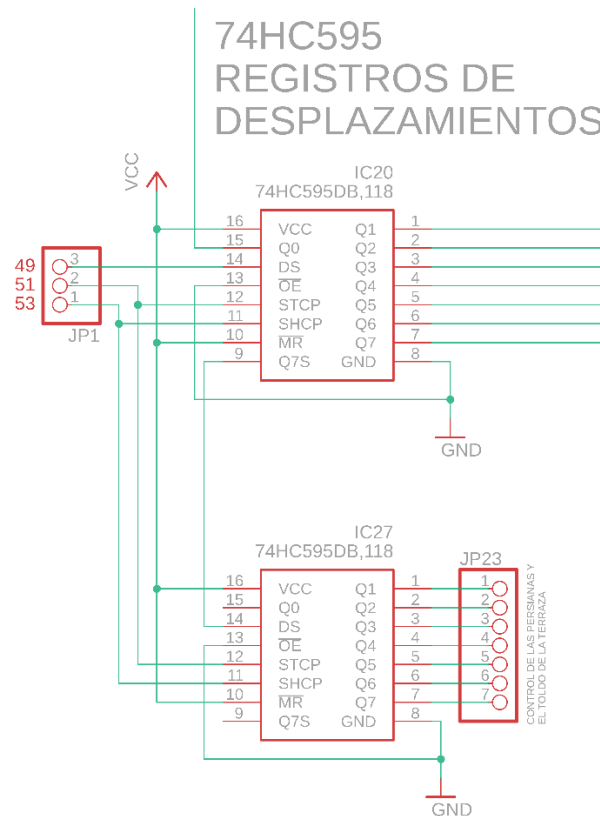 74HC595
REGISTROS DE
DESPLAZAMIENTOS
VCC
IC20
74HC595DB,118
16 VCC Q1 1
15 Q0 Q2 2
14 DS Q3 3
13 OE Q4 4
12 STCP Q5 5
11 SHCP Q6 6
10 MR Q7 7
9 Q7S GND 8
49 3
51 2
53 1
JP1
GND
IC27
74HC595DB,118
16 VCC Q1 1
15 Q0 Q2 2
14 DS Q3 3
13 OE Q4 4
12 STCP Q5 5
11 SHCP Q6 6
10 MR Q7 7
9 Q7S GND 8
JP23
1
2
3
4
5
6
7
CONTROL DE LAS PERSIANAS Y
EL TOLDO DE LA TERRAZA
GND